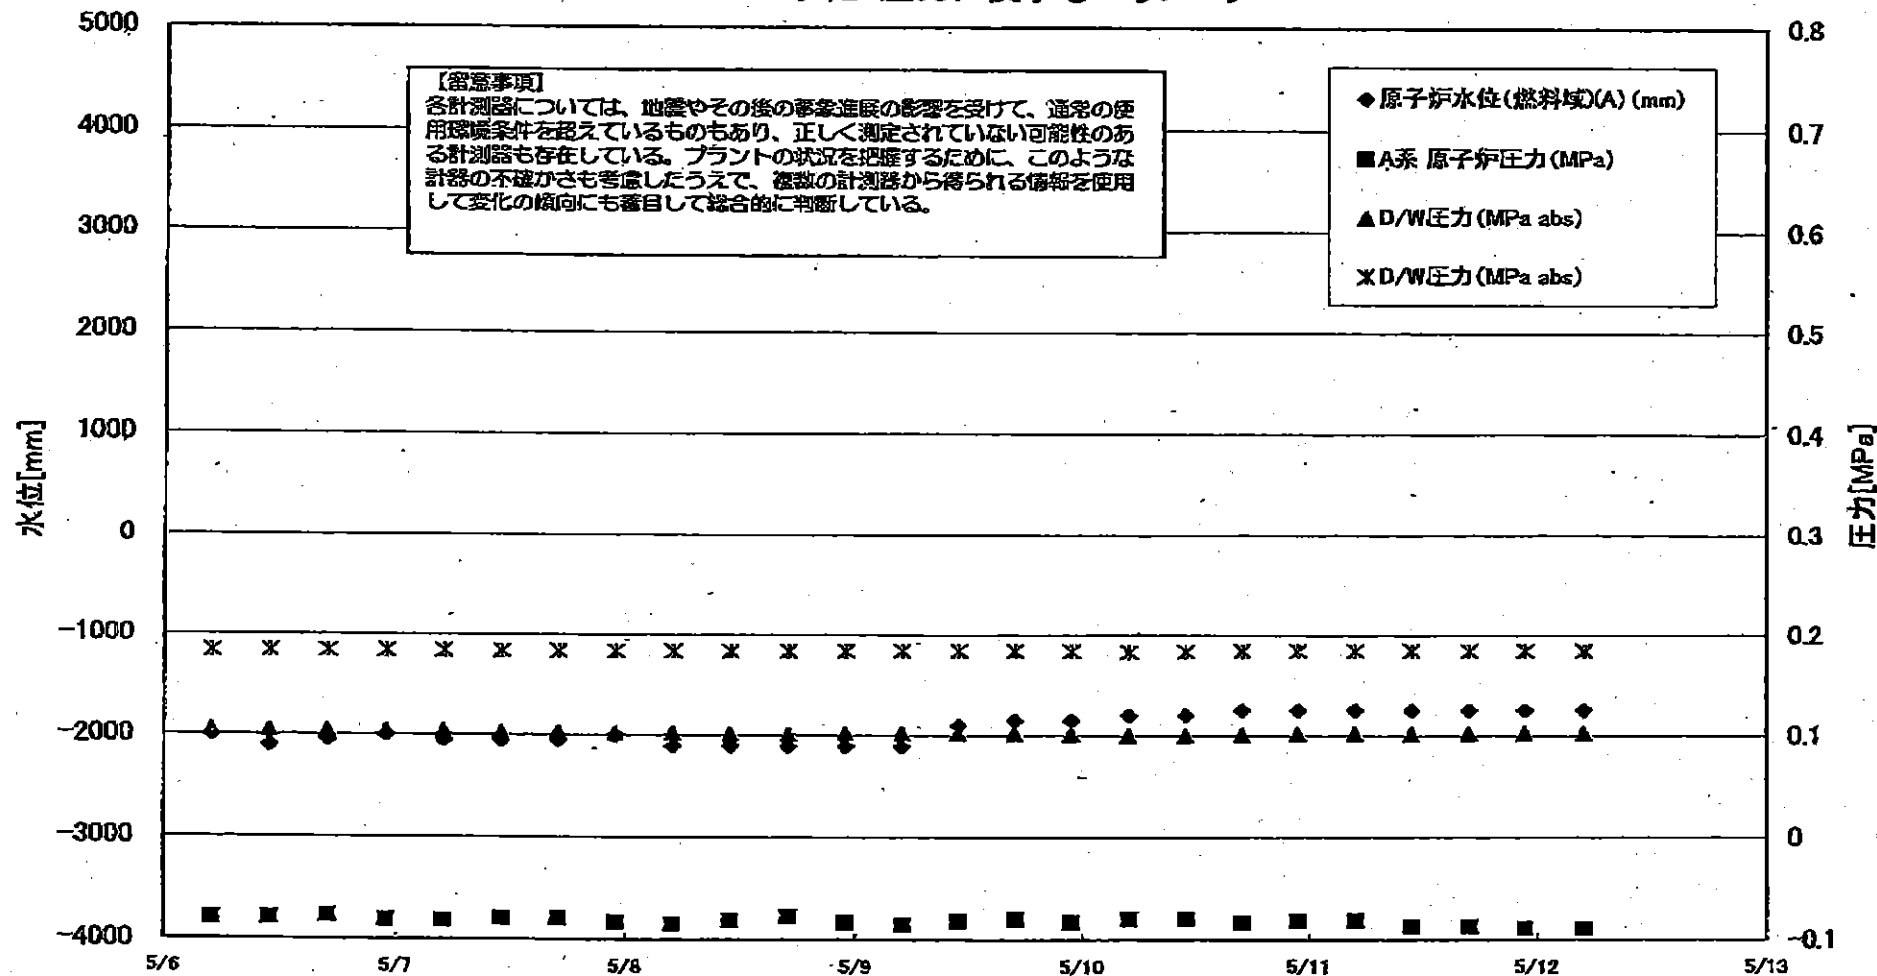 5000
4000
3000
2000
1000
0
-1000
-2000
-3000
-4000
水位[mm]
【留意事項】
各計測器については、地震やその後の事象進展の影響を受けて、通常の使
用環境条件を超えているものもあり、正しく測定されていない可能性のあ
る計測器も存在している。プラントの状況を把握するために、このような
計器の不確かさも考慮したうえで、複数の計測器から得られる情報を使用
して変化の傾向にも着目して総合的に判断している。
原子炉水位(燃料域)(A)(mm)
A系 原子炉圧力(MPa)
D/W圧力(MPa abs)
D/W圧力(MPa abs)
0.8
0.7
0.6
0.5
0.4
0.3
0.2
0.1
0
-0.1
圧力[MPa]
5/6 5/7 5/8 5/9 5/10 5/11 5/12 5/13